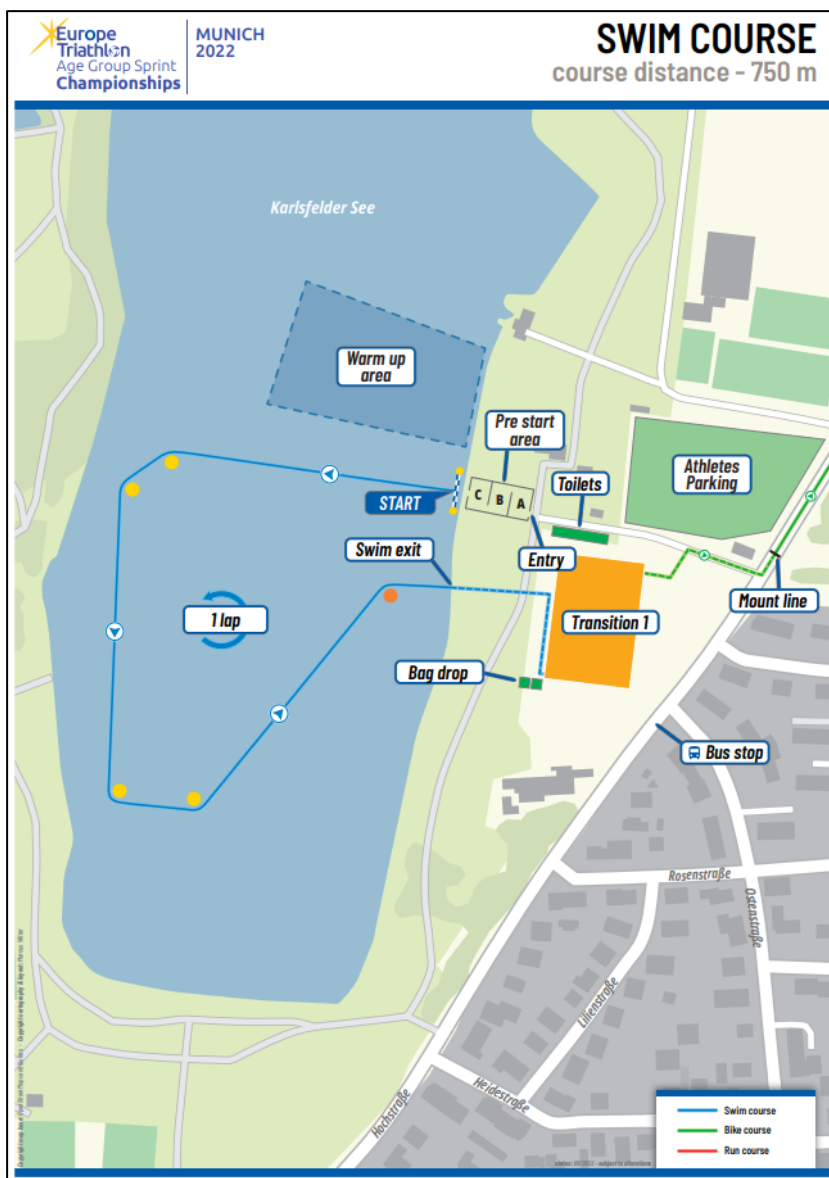 Europe
Triathlon
Age Group Sprint
Championships
MUNICH
2022
SWIM COURSE
course distance - 750 m
Karlsfelder See
Warm up
area
Pre start
area
C B A
Athletes
Parking
Toilets
START
Swim exit
Entry
Mount line
1 lap
Transition 1
Bag drop
Bus stop
Rosenstraße
Ostenstraße
Lilienstraße
Heidestraße
Hochstraße
Swim course
Bike course
Run course